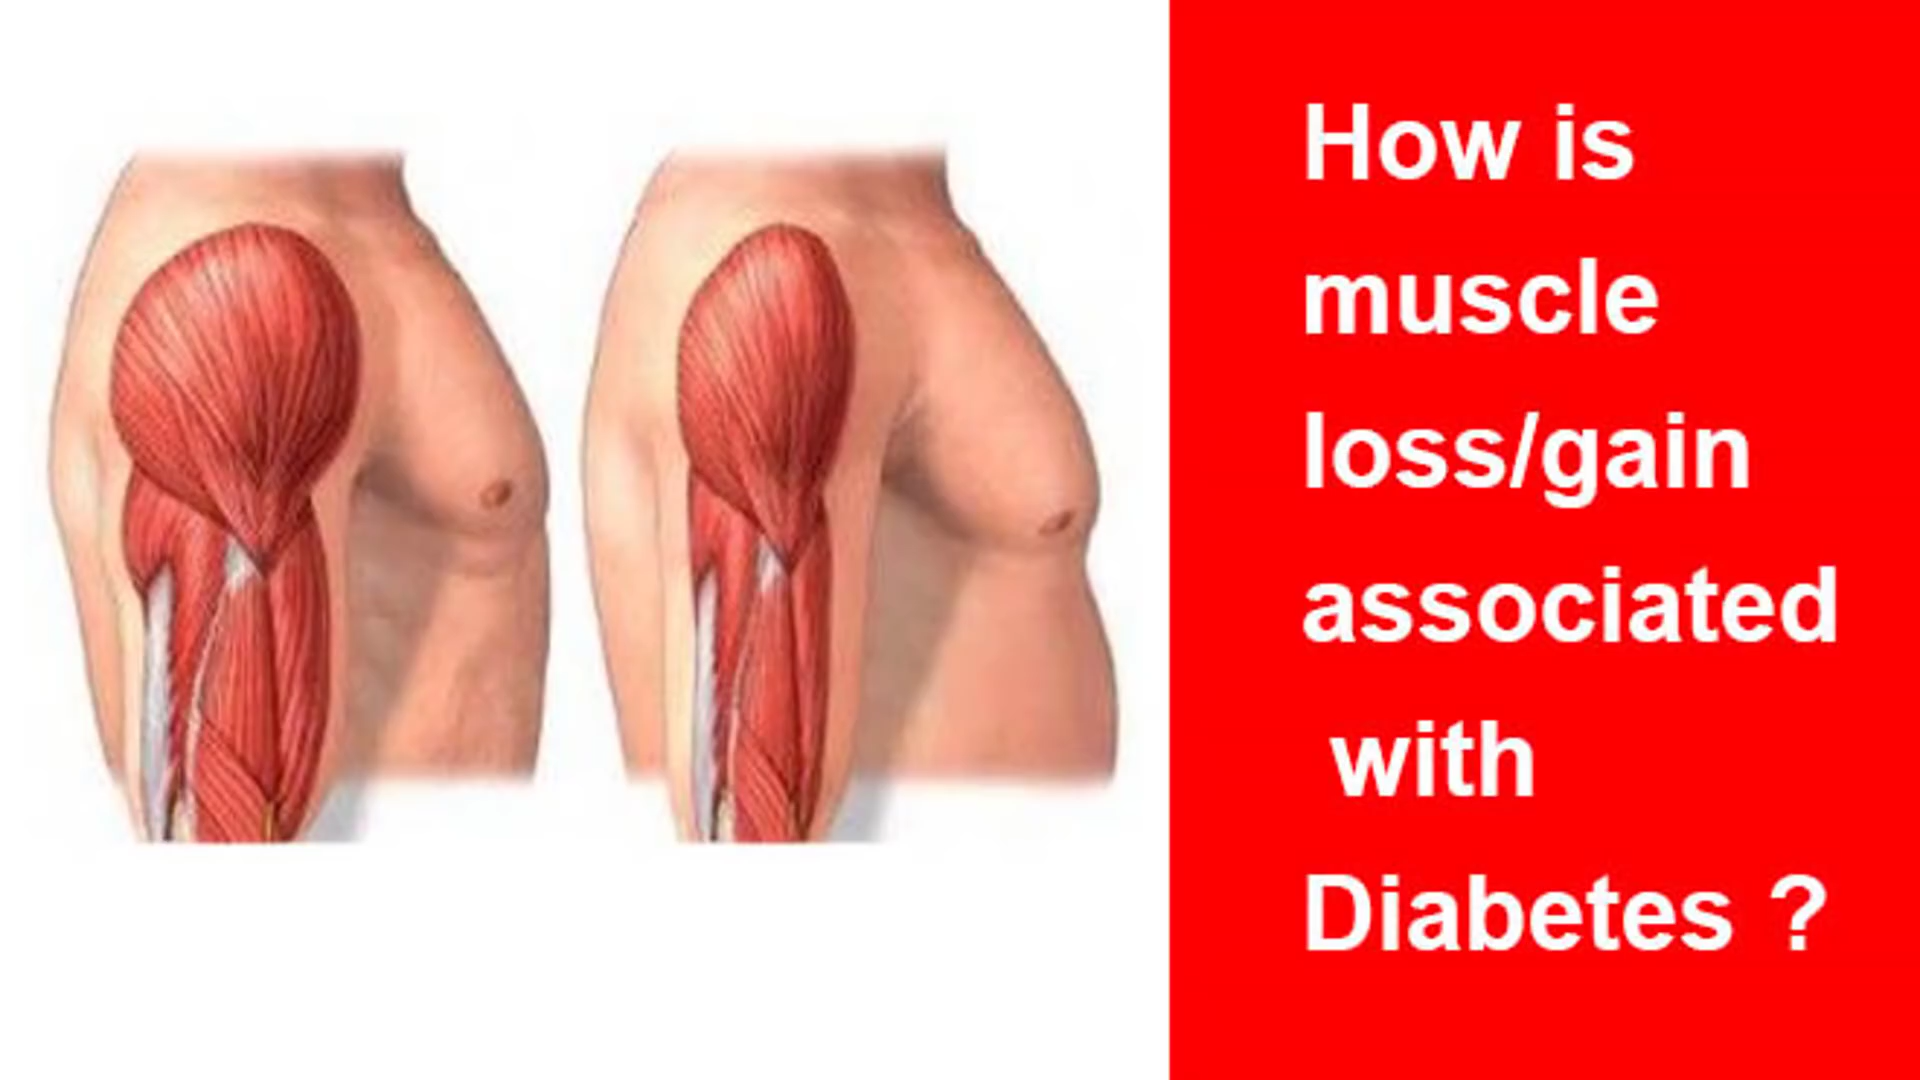 How is
muscle
loss/gain
associated
with
Diabetes ?